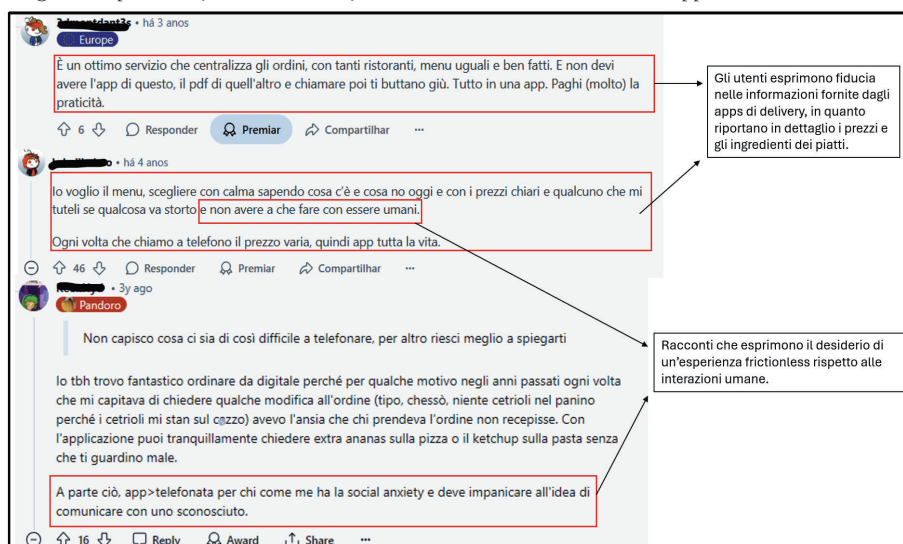 • há 3 anos
Europe
È un ottimo servizio che centralizza gli ordini, con tanti ristoranti, menu uguali e ben fatti. E non devi
avere l'app di questo, il pdf di quell'altro e chiamare poi ti buttano giù. Tutto in una app. Paghi (molto) la
praticità.
6 Responder Premiar Compartilhar ...
• há 4 anos
Io voglio il menu, scegliere con calma sapendo cosa c'è e cosa no oggi e con i prezzi chiari e qualcuno che mi
tuteli se qualcosa va storto e non avere a che fare con essere umani.
Ogni volta che chiamo a telefono il prezzo varia, quindi app tutta la vita.
46 Responder Premiar Compartilhar ...
• 3y ago
Pandoro
Non capisco cosa ci sia di così difficile a telefonare, per altro riesci meglio a spiegarti
Io tbh trovo fantastico ordinare da digitale perché per qualche motivo negli anni passati ogni volta
che mi capitava di chiedere qualche modifica all'ordine (tipo, chessò, niente cetrioli nel panino
perché i cetrioli mi stan sul cazzo) avevo l'ansia che chi prendeva l'ordine non recepisse. Con
l'applicazione puoi tranquillamente chiedere extra ananas sulla pizza o il ketchup sulla pasta senza
che ti guardino male.
A parte ciò, app>telefonata per chi come me ha la social anxiety e deve impanicare all'idea di
comunicare con uno sconosciuto.
16 Reply Award Share ...
Gli utenti esprimono fiducia
nelle informazioni fornite dagli
apps di delivery, in quanto
riportano in dettaglio i prezzi e
gli ingredienti dei piatti.
Racconti che esprimono il desiderio di
un'esperienza frictionless rispetto alle
interazioni umane.